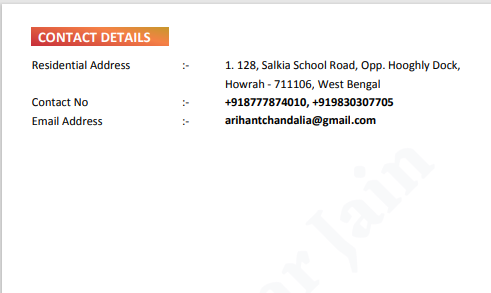 CONTACT DETAILS
Residential Address :- 1. 128, Salkia School Road, Opp. Hooghly Dock,
Howrah - 711106, West Bengal
Contact No :- +918777874010, +919830307705
Email Address :- arihantchandalia@gmail.com
ar Jain